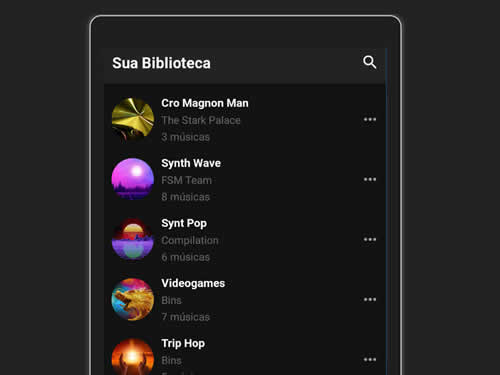 Sua Biblioteca
Cro Magnon Man
The Stark Palace
3 músicas
Synth Wave
FSM Team
8 músicas
Synt Pop
Compilation
6 músicas
Videogames
Bins
7 músicas
Trip Hop
Bins